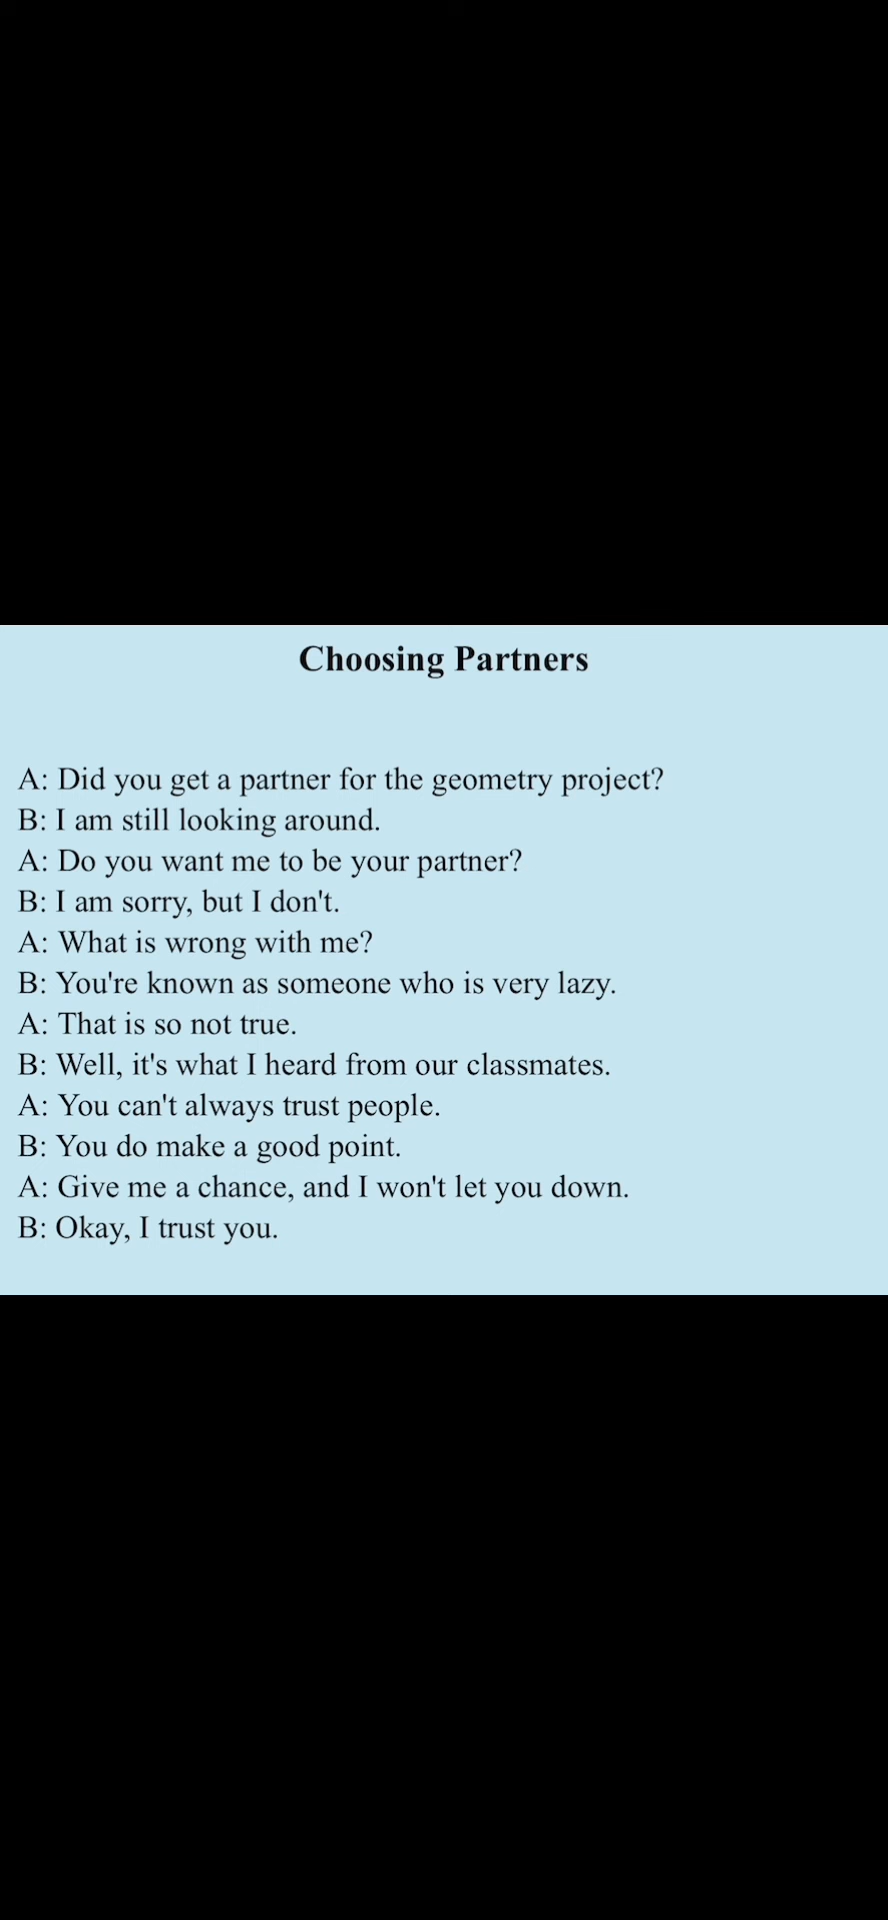 Choosing Partners
A: Did you get a partner for the geometry project?
B: I am still looking around.
A: Do you want me to be your partner?
B: I am sorry, but I don't.
A: What is wrong with me?
B: You're known as someone who is very lazy.
A: That is so not true.
B: Well, it's what I heard from our classmates.
A: You can't always trust people.
B: You do make a good point.
A: Give me a chance, and I won't let you down.
B: Okay, I trust you.